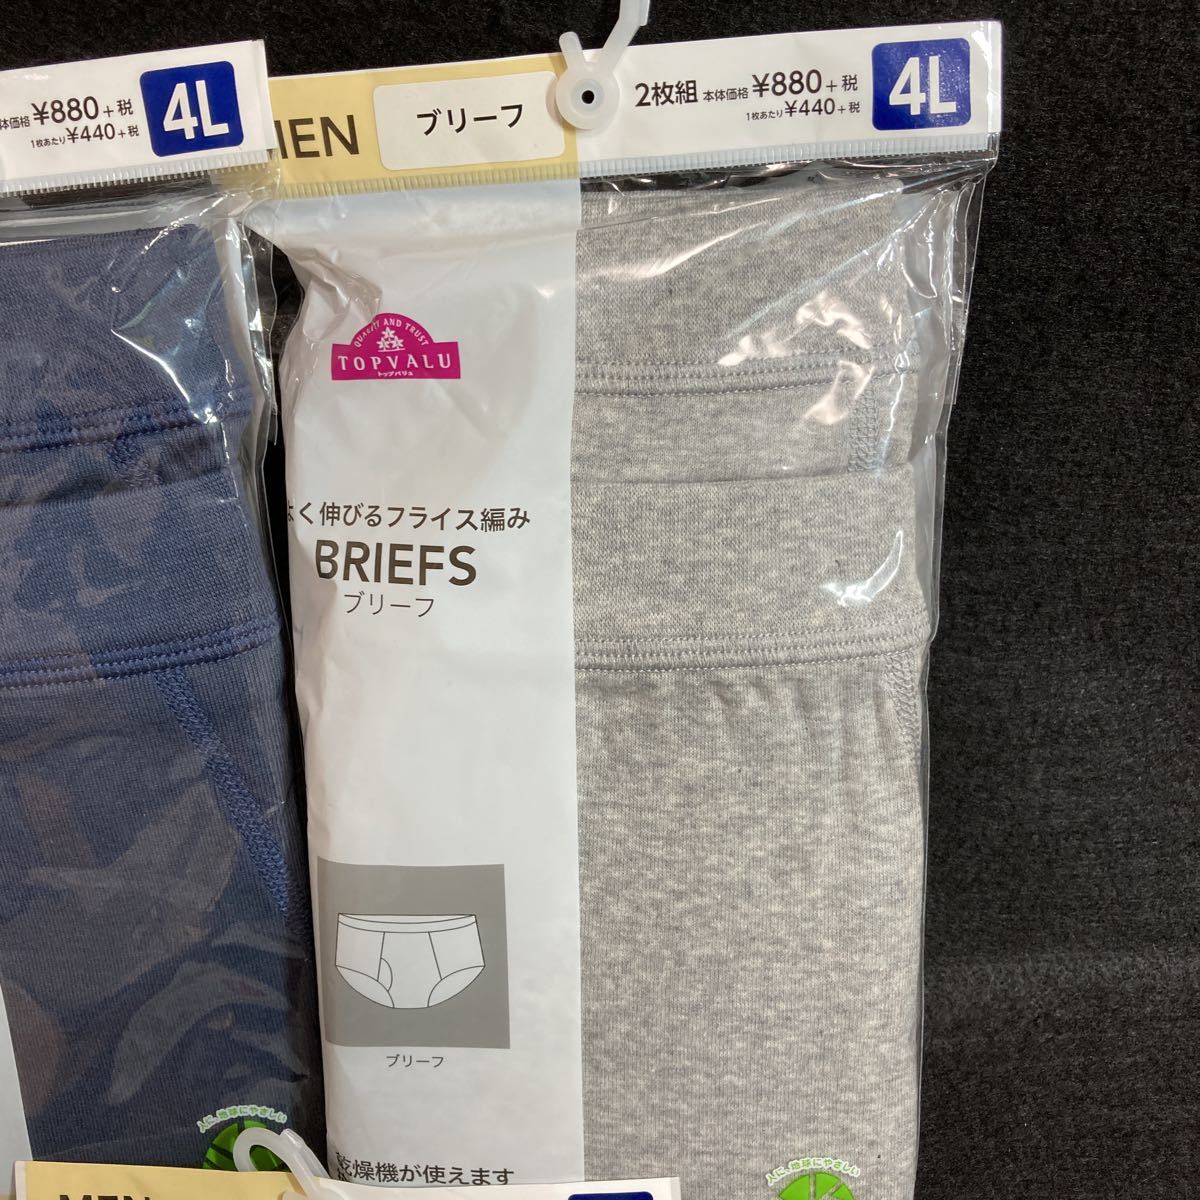 体価格 ¥880+税
1枚あたり ¥440+税
4L
MEN
ブリーフ
2枚組 本体価格 ¥880+税
1枚あたり ¥440+税
4L
QUALITY AND TRUST
TOPVALU
トップバリュ
よく伸びるフライス編み
BRIEFS
ブリーフ
ブリーフ
人に、地球にやさしい
乾燥機が使えます
人に、地球にやさしい
MEN